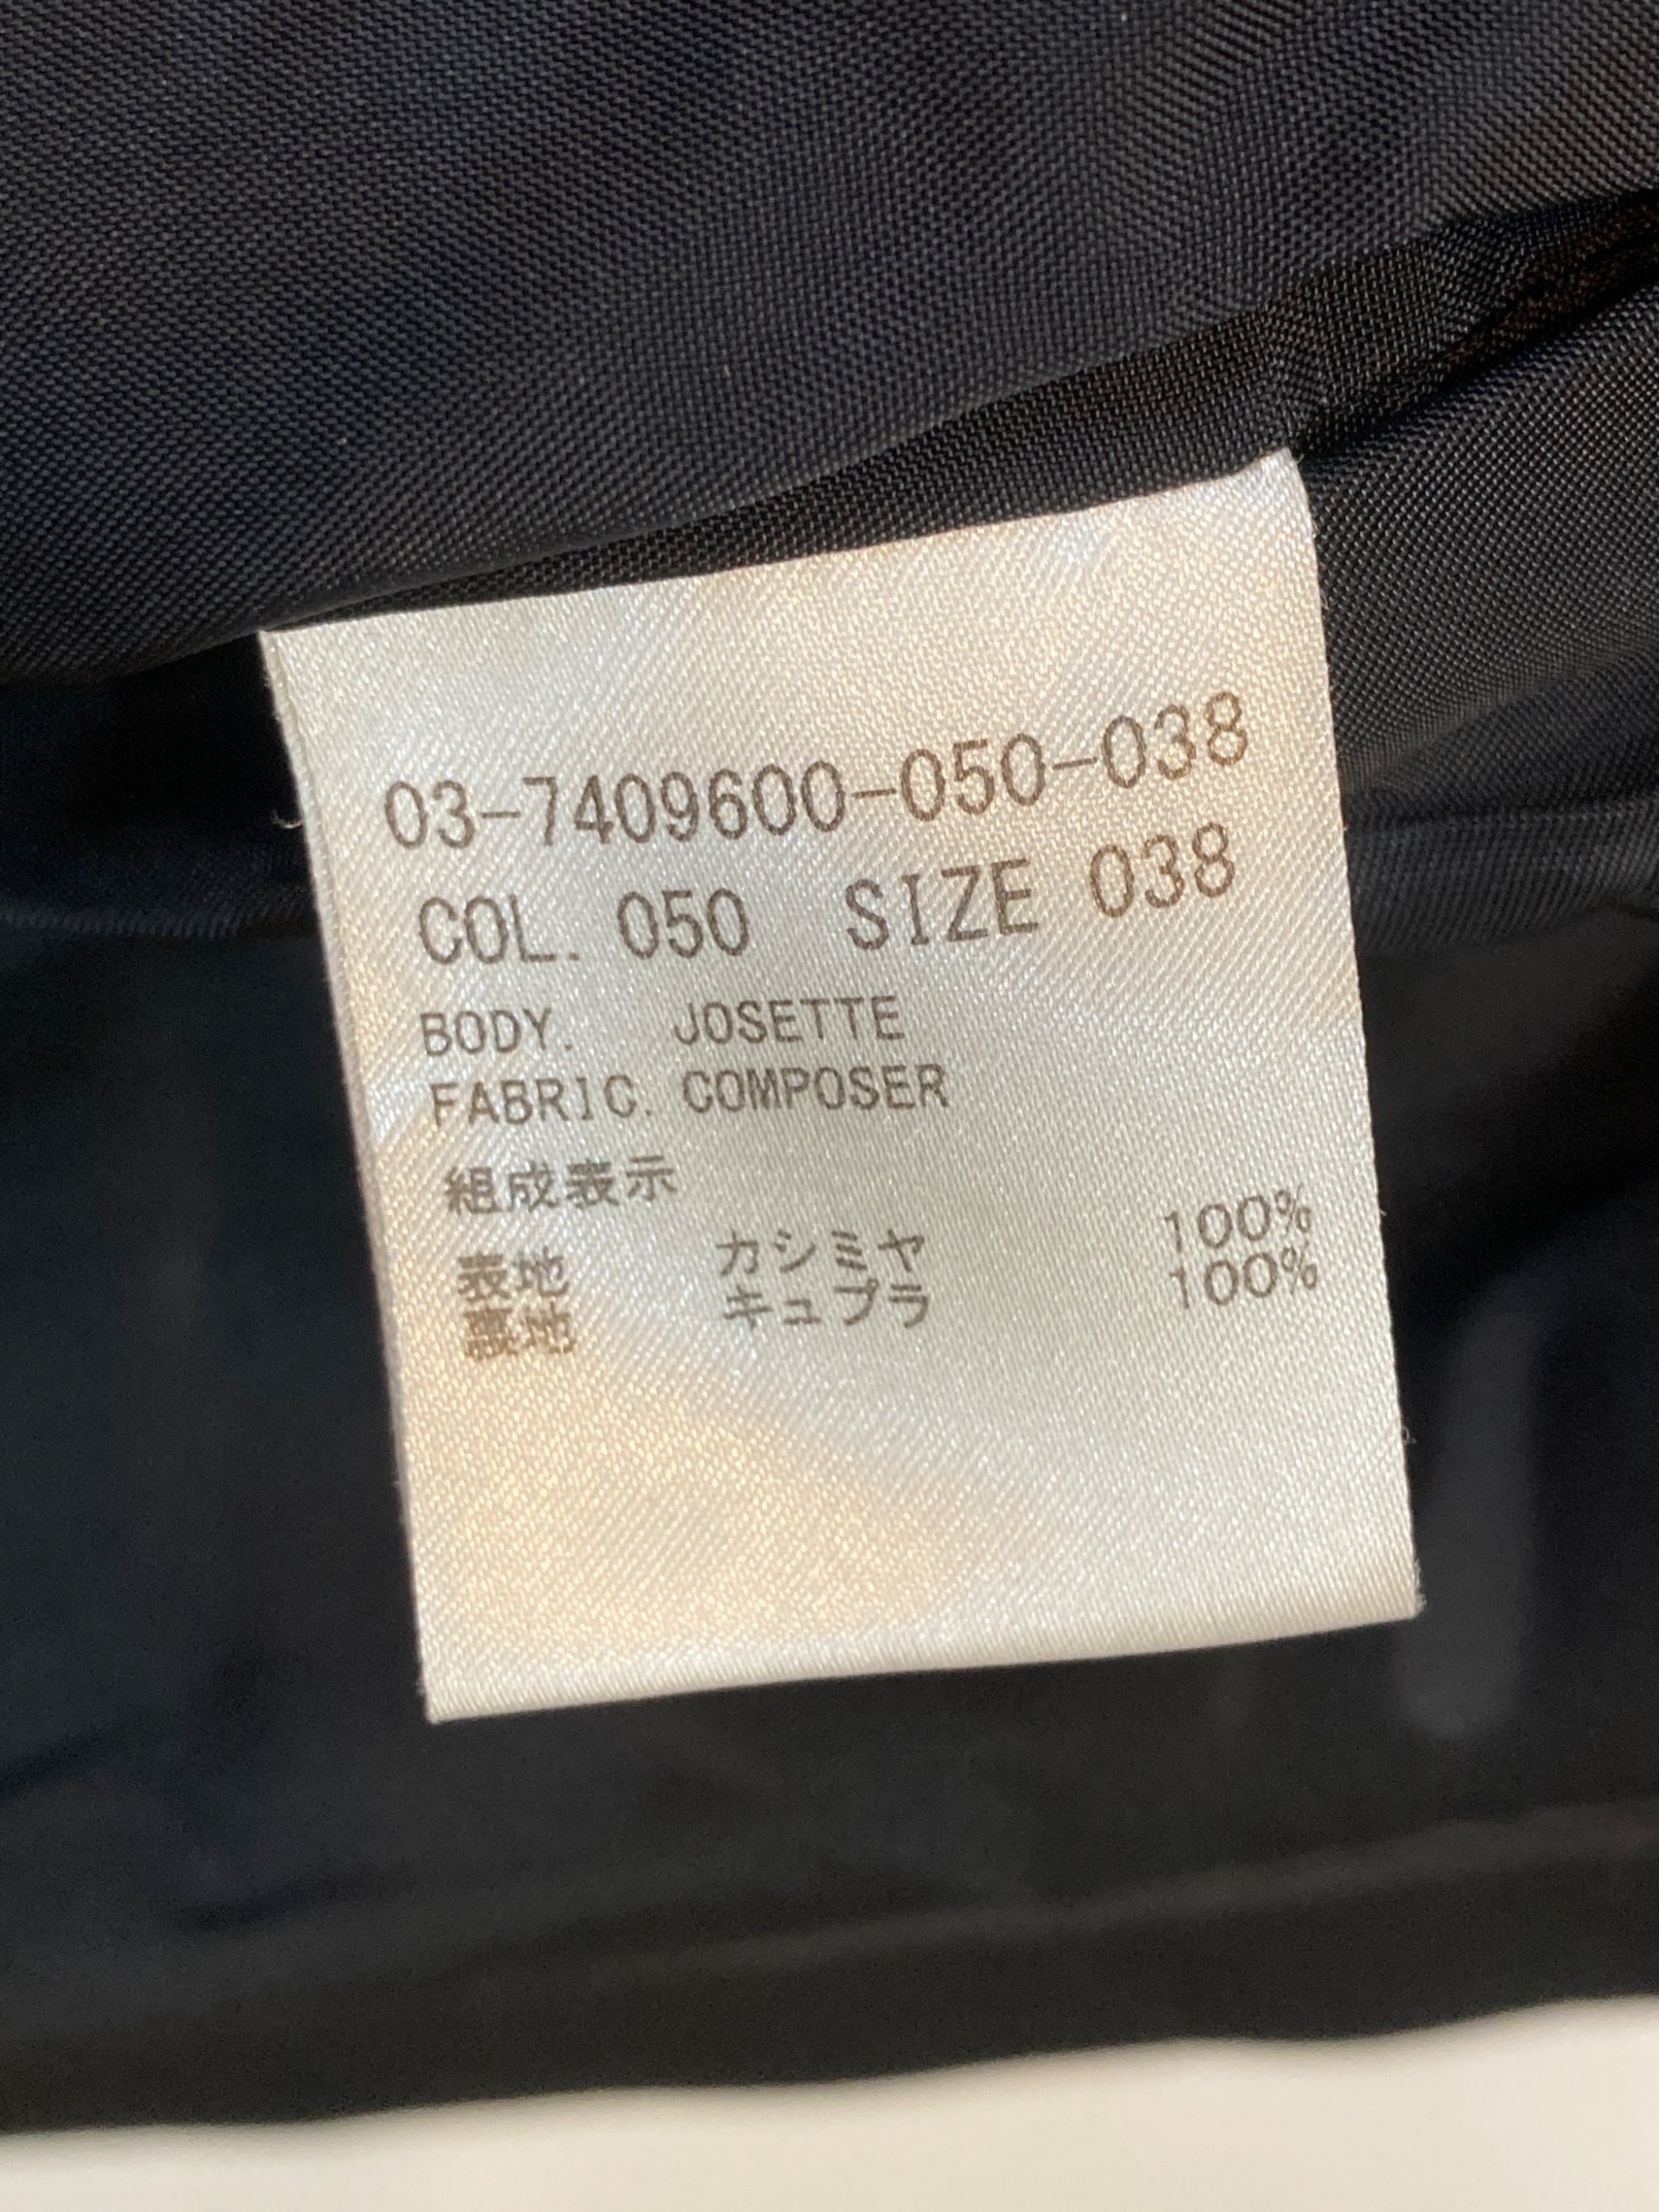 03-7409600-050-038
COL. 050 SIZE 038
BODY. JOSETTE
FABRIC. COMPOSER
組成表示
表地 カシミヤ 100%
裏地 キュプラ 100%